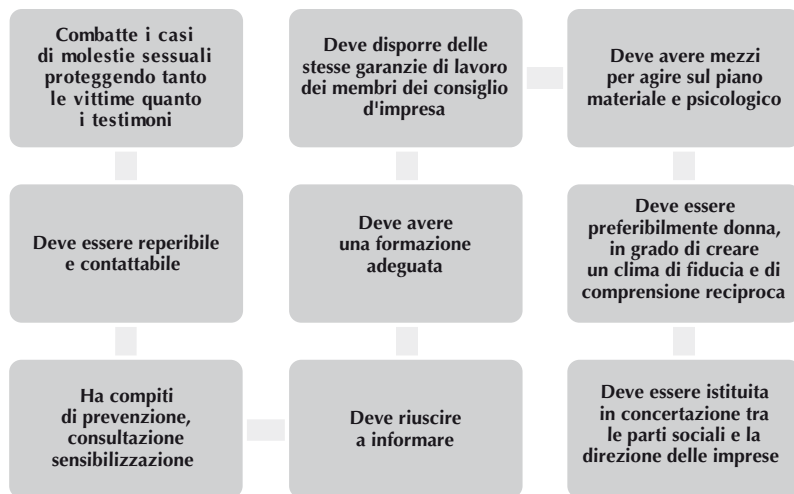 Combatte i casi
di molestie sessuali
proteggendo tanto
le vittime quanto
i testimoni
Deve essere reperibile
e contattabile
Ha compiti
di prevenzione,
consultazione
sensibilizzazione
Deve riuscire
a informare
Deve avere
una formazione
adeguata
Deve disporre delle
stesse garanzie di lavoro
dei membri dei consiglio
d'impresa
Deve avere mezzi
per agire sul piano
materiale e psicologico
Deve essere
preferibilmente donna,
in grado di creare
un clima di fiducia e di
comprensione reciproca
Deve essere istituita
in concertazione tra
le parti sociali e la
direzione delle imprese